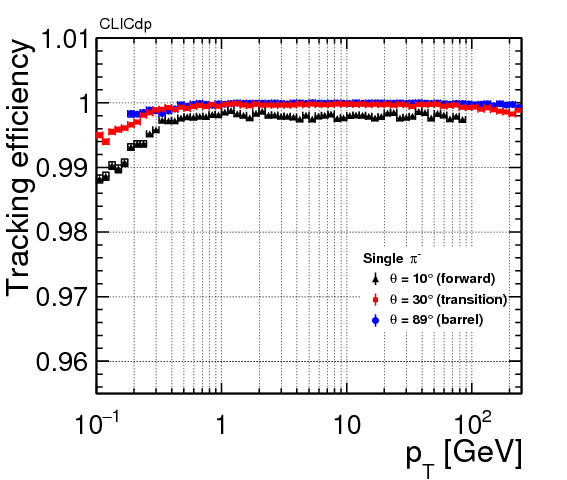 CLICdp
1.01
1
0.99
0.98
0.97
0.96
Tracking efficiency
Single π⁻
θ = 10° (forward)
θ = 30° (transition)
θ = 89° (barrel)
10⁻¹ 1 10 10²
p_T [GeV]